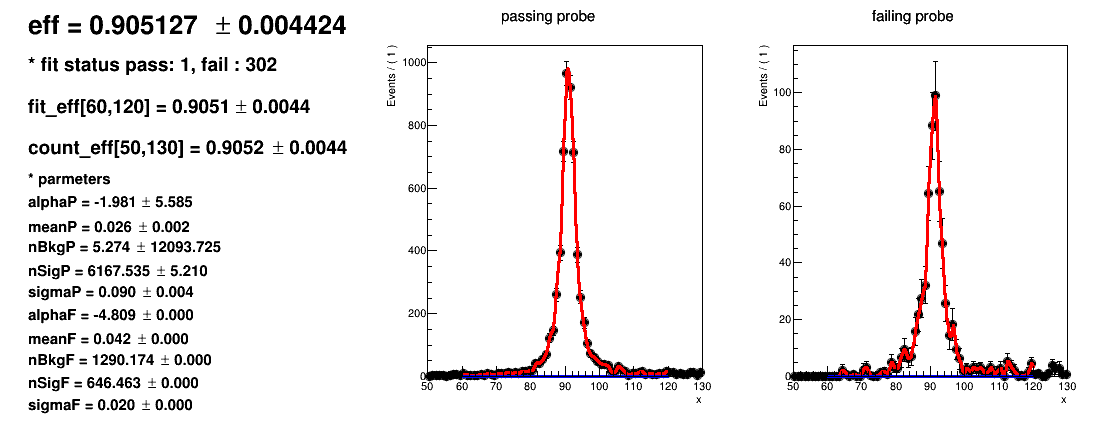 eff = 0.905127 ± 0.004424
* fit status pass: 1, fail : 302
fit_eff[60,120] = 0.9051 ± 0.0044
count_eff[50,130] = 0.9052 ± 0.0044
* parmeters
alphaP = -1.981 ± 5.585
meanP = 0.026 ± 0.002
nBkgP = 5.274 ± 12093.725
nSigP = 6167.535 ± 5.210
sigmaP = 0.090 ± 0.004
alphaF = -4.809 ± 0.000
meanF = 0.042 ± 0.000
nBkgF = 1290.174 ± 0.000
nSigF = 646.463 ± 0.000
sigmaF = 0.020 ± 0.000
passing probe
Events / ( 1 )
1000
800
600
400
200
0
50 60 70 80 90 100 110 120 130
x
failing probe
Events / ( 1 )
100
80
60
40
20
0
50 60 70 80 90 100 110 120 130
x